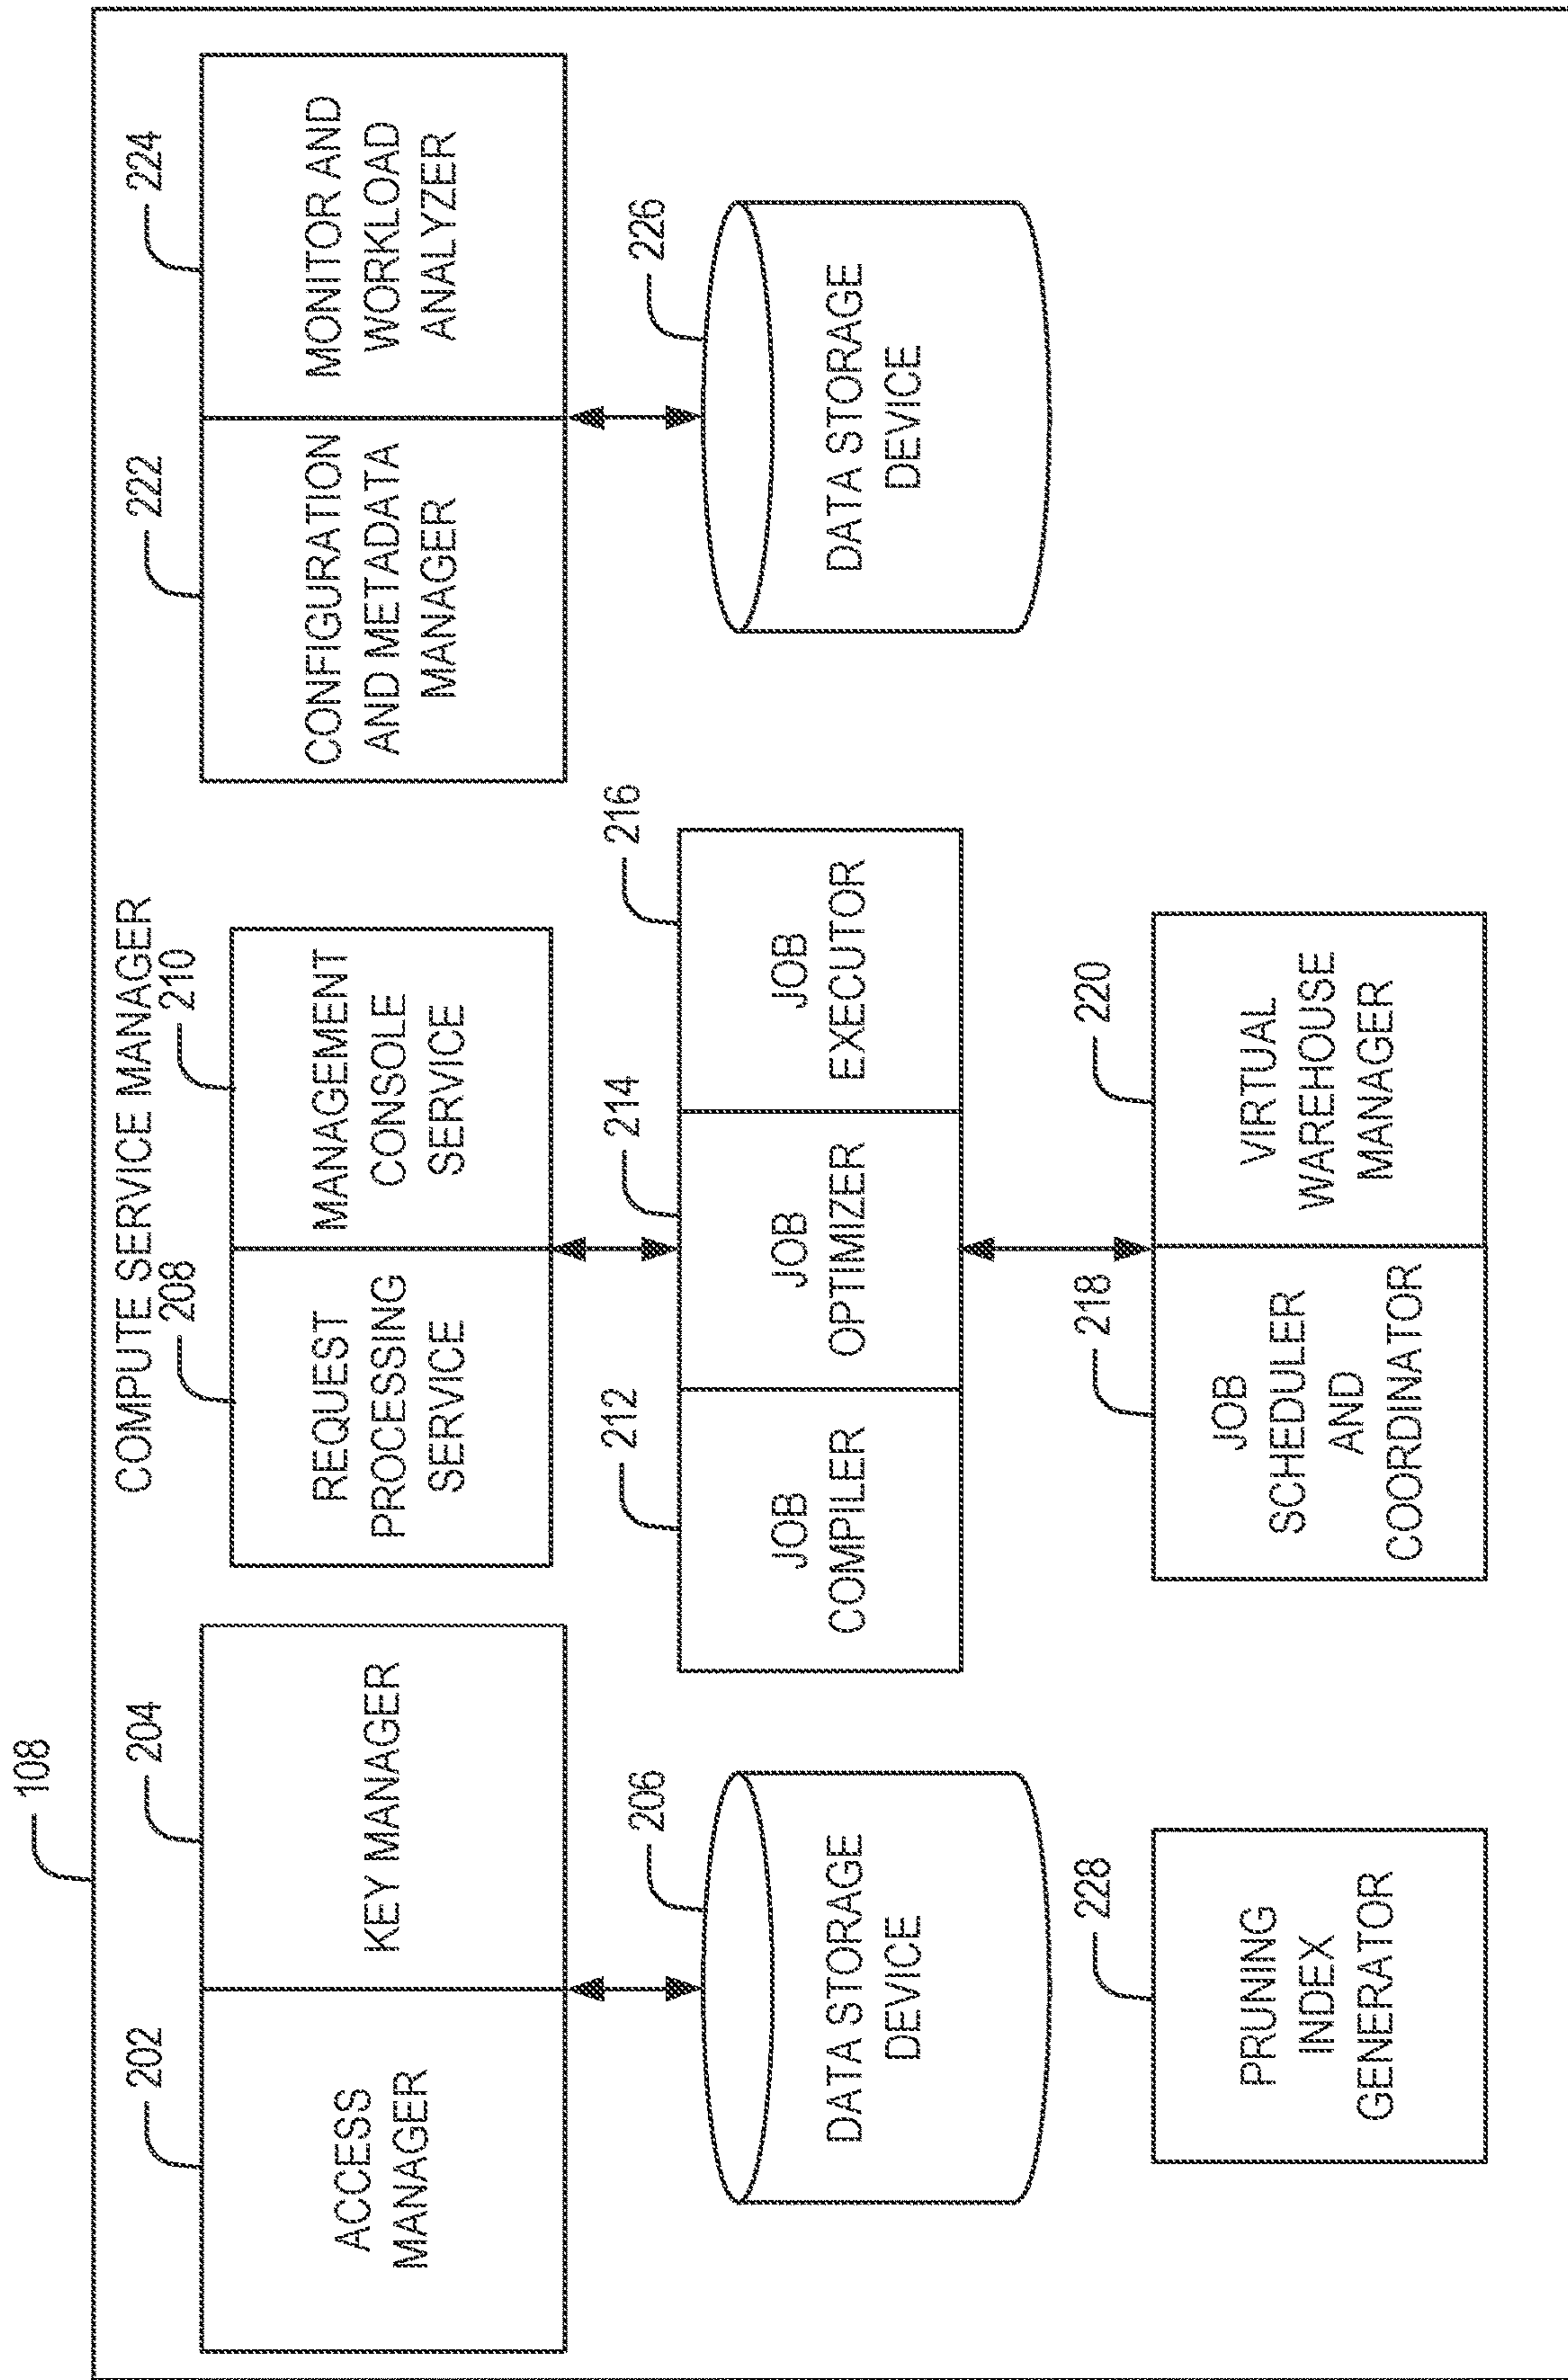 108
COMPUTE SERVICE MANAGER
202
204
ACCESS
MANAGER
KEY MANAGER
206
DATA STORAGE
DEVICE
228
PRUNING
INDEX
GENERATOR
208
210
REQUEST
PROCESSING
SERVICE
MANAGEMENT
CONSOLE
SERVICE
212
214
216
JOB
COMPILER
JOB
OPTIMIZER
JOB
EXECUTOR
218
220
JOB
SCHEDULER
AND
COORDINATOR
VIRTUAL
WAREHOUSE
MANAGER
222
224
CONFIGURATION
AND METADATA
MANAGER
MONITOR AND
WORKLOAD
ANALYZER
226
DATA STORAGE
DEVICE